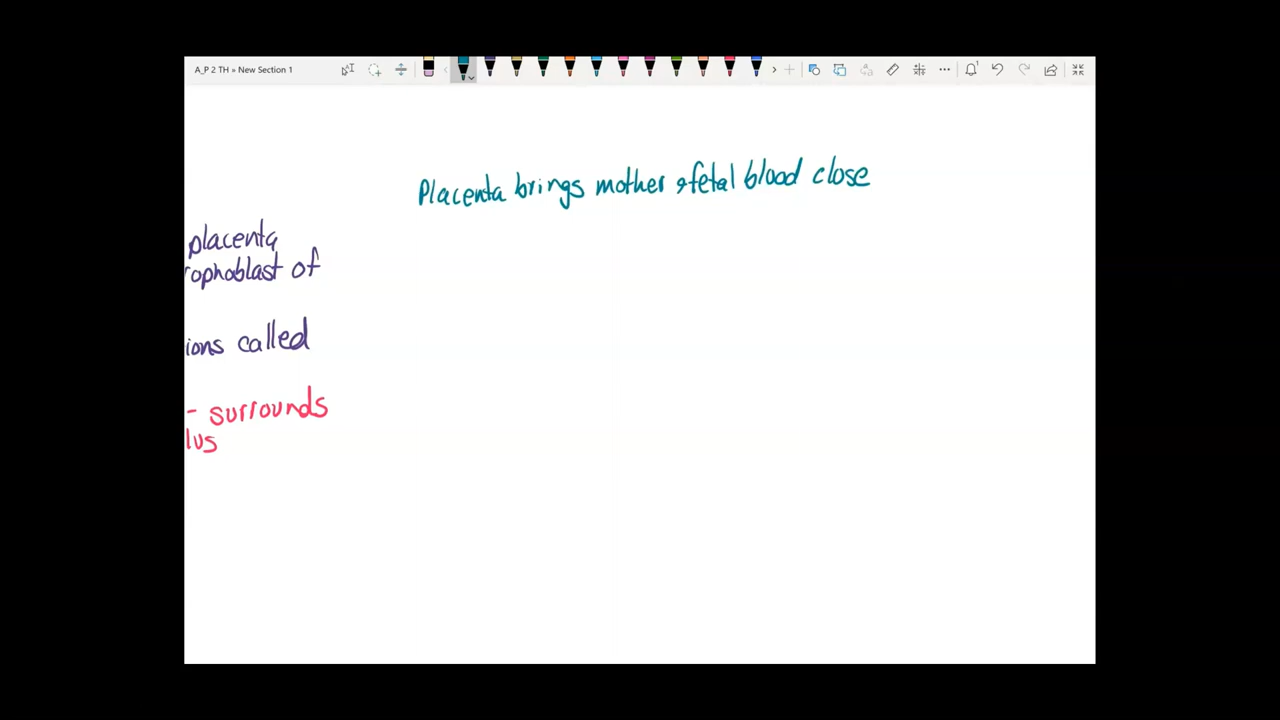 A_P 2 TH » New Section 1
Placenta brings mother & fetal blood close
placenta
rophoblast of
ions called
- surrounds
lus